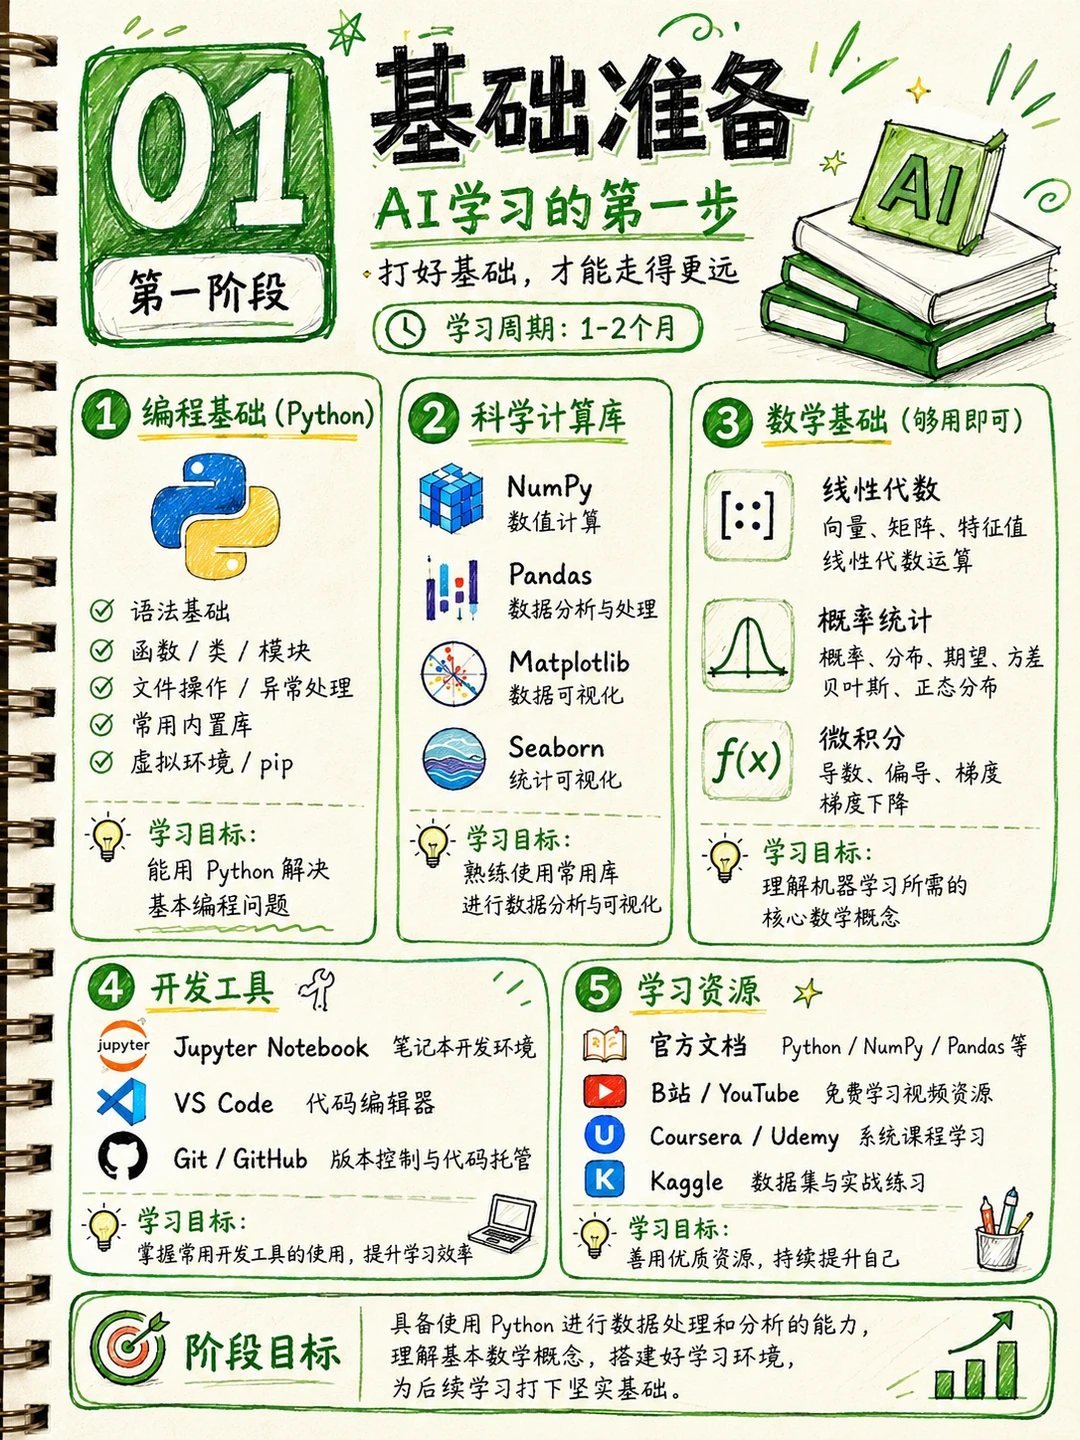 01
第一阶段
基础准备
AI学习的第一步
打好基础，才能走得更远
学习周期：1-2个月
AI
1 编程基础 (Python)
语法基础
函数 / 类 / 模块
文件操作 / 异常处理
常用内置库
虚拟环境 / pip
学习目标：
能用 Python 解决
基本编程问题
2 科学计算库
NumPy
数值计算
Pandas
数据分析与处理
Matplotlib
数据可视化
Seaborn
统计可视化
学习目标：
熟练使用常用库
进行数据分析与可视化
3 数学基础（够用即可）
[::]
线性代数
向量、矩阵、特征值
线性代数运算
概率统计
概率、分布、期望、方差
贝叶斯、正态分布
f(x)
微积分
导数、偏导、梯度
梯度下降
学习目标：
理解机器学习所需的
核心数学概念
4 开发工具
jupyter
Jupyter Notebook 笔记本开发环境
VS Code 代码编辑器
Git / GitHub 版本控制与代码托管
学习目标：
掌握常用开发工具的使用，提升学习效率
5 学习资源
官方文档 Python / NumPy / Pandas 等
B站 / YouTube 免费学习视频资源
U Coursera / Udemy 系统课程学习
K Kaggle 数据集与实战练习
学习目标：
善用优质资源，持续提升自己
阶段目标
具备使用 Python 进行数据处理和分析的能力，
理解基本数学概念，搭建好学习环境，
为后续学习打下坚实基础。